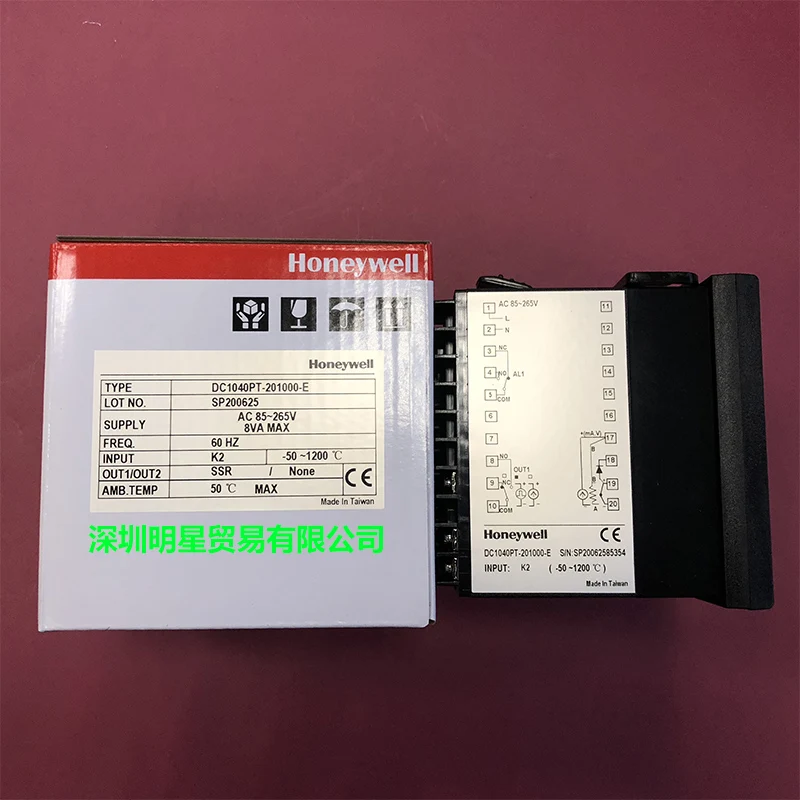 Honeywell
Honeywell
TYPE DC1040PT-201000-E
LOT NO. SP200625
SUPPLY AC 85~265V
8VA MAX
FREQ. 60 HZ
INPUT K2 -50~1200 ℃
OUT1/OUT2 SSR / None
AMB.TEMP 50 ℃ MAX
CE
Made In Taiwan
深圳明星贸易有限公司
AC 85~265V
1 L 11
2 N 12
3 NC 13
4 NO AL1 14
5 COM 15
6 16
7 +(mA.V) 17
8 NO B 18
OUT1
9 NC B 19
10 COM A 20
Honeywell CE
DC1040PT-201000-E S/N:SP20062585354
INPUT: K2 ( -50~1200 ℃ )
Made In Taiwan